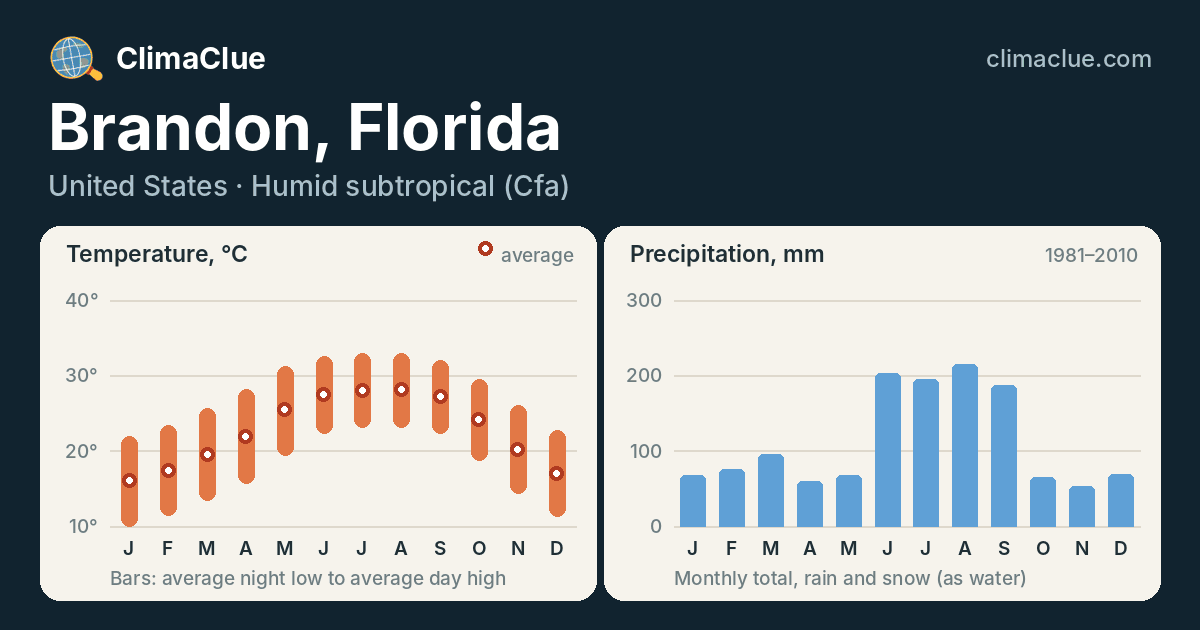 ClimaClue
climaclue.com
Brandon, Florida
United States · Humid subtropical (Cfa)
Temperature, °C
average
40°
30°
20°
10°
J F M A M J J A S O N D
Bars: average night low to average day high
Precipitation, mm
1981–2010
300
200
100
0
J F M A M J J A S O N D
Monthly total, rain and snow (as water)